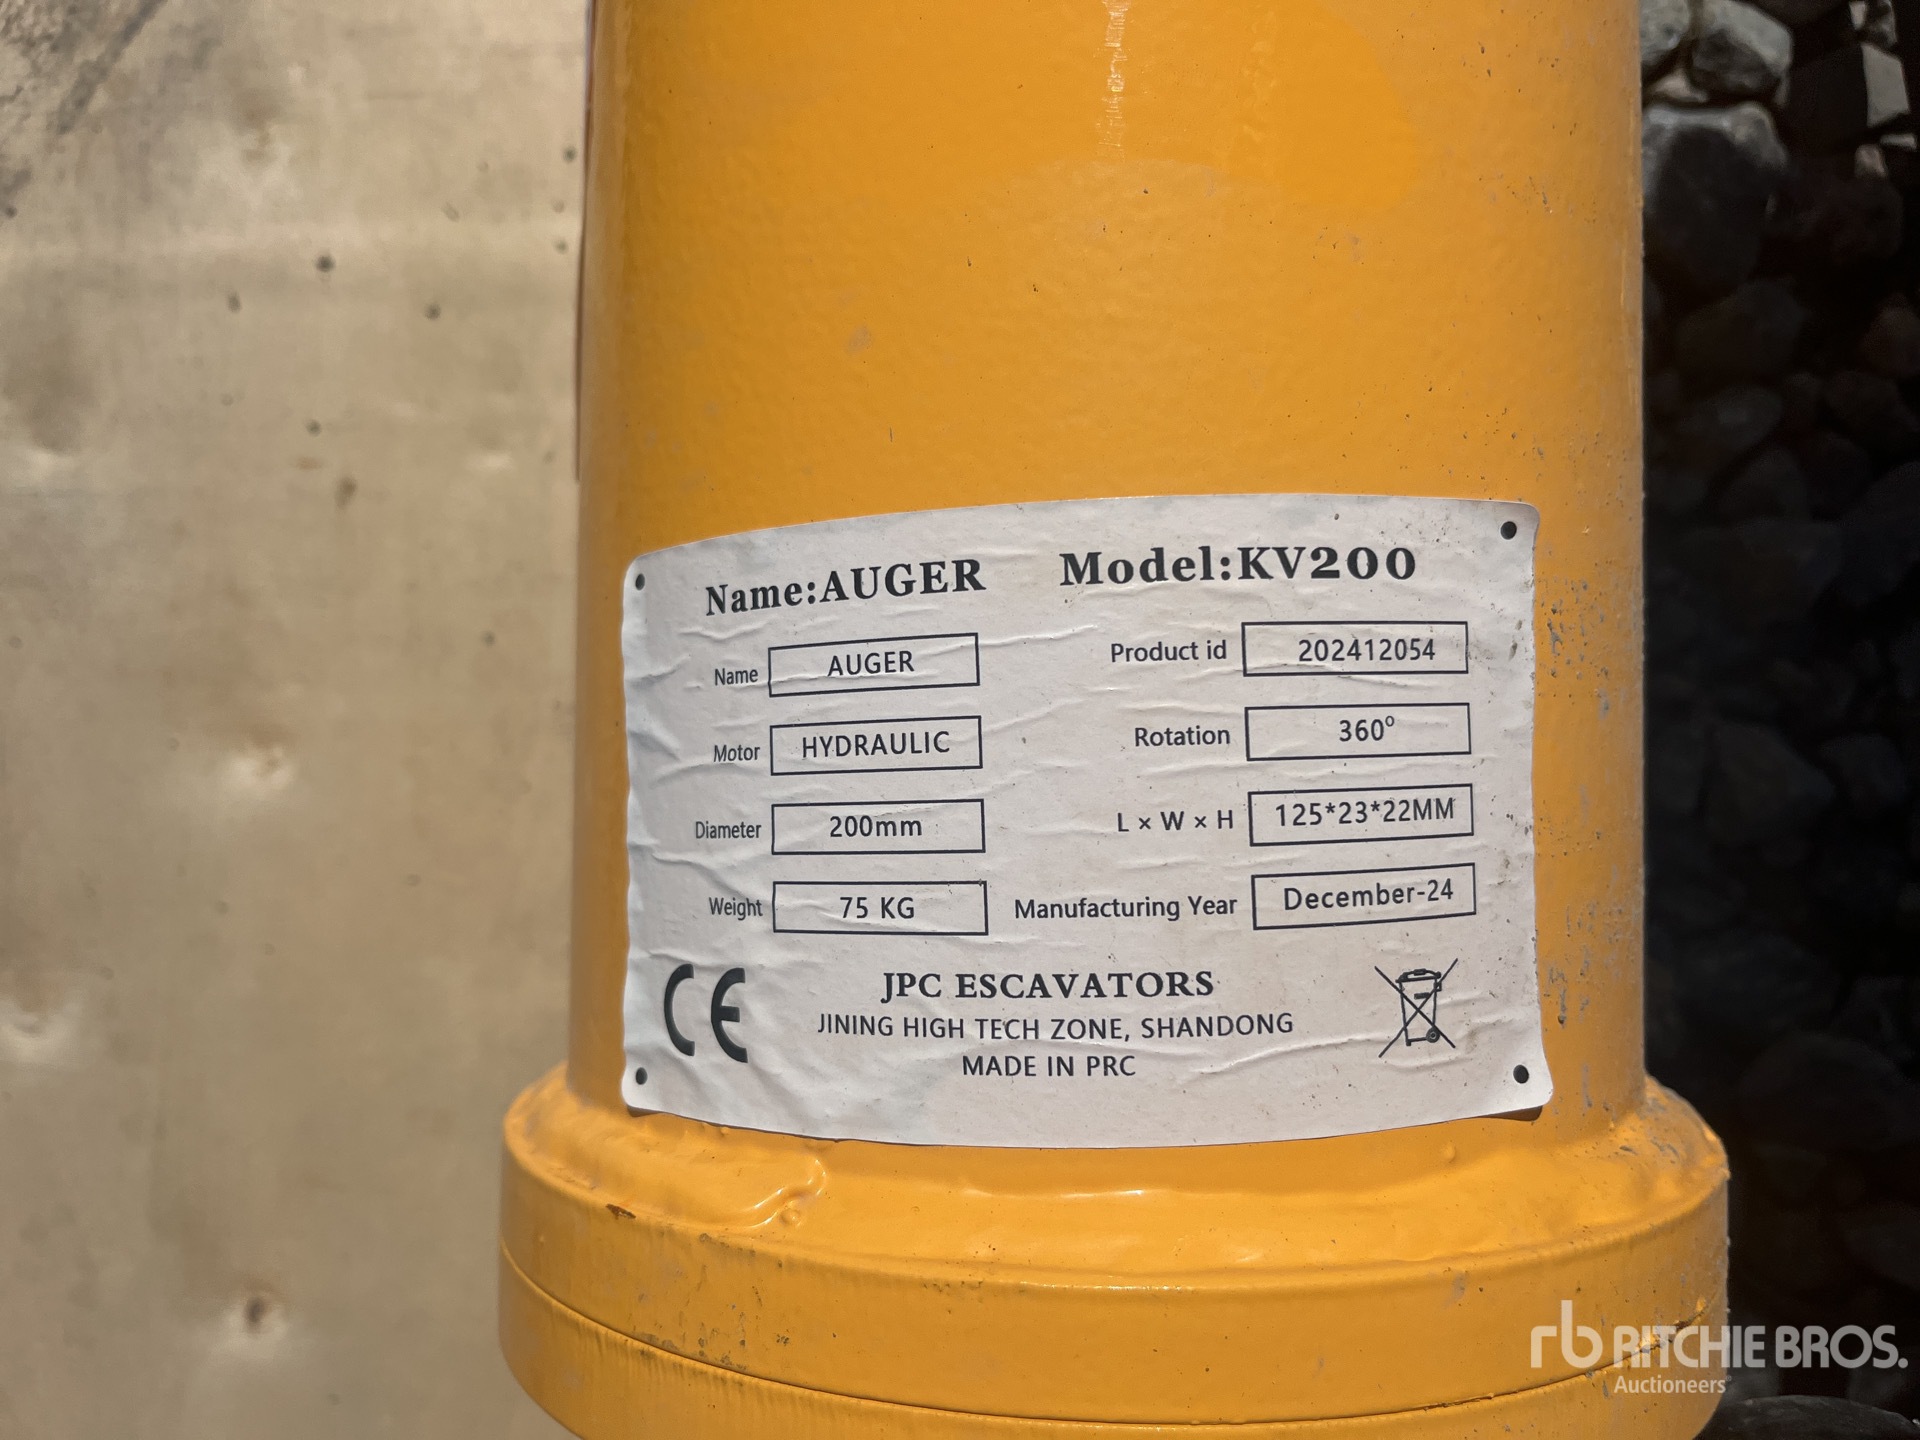 Name:AUGER Model:KV200
Name AUGER Product id 202412054
Motor HYDRAULIC Rotation 360°
Diameter 200mm L × W × H 125*23*22MM
Weight 75 KG Manufacturing Year December-24
CE JPC ESCAVATORS
JINING HIGH TECH ZONE, SHANDONG
MADE IN PRC
rb RITCHIE BROS.
Auctioneers